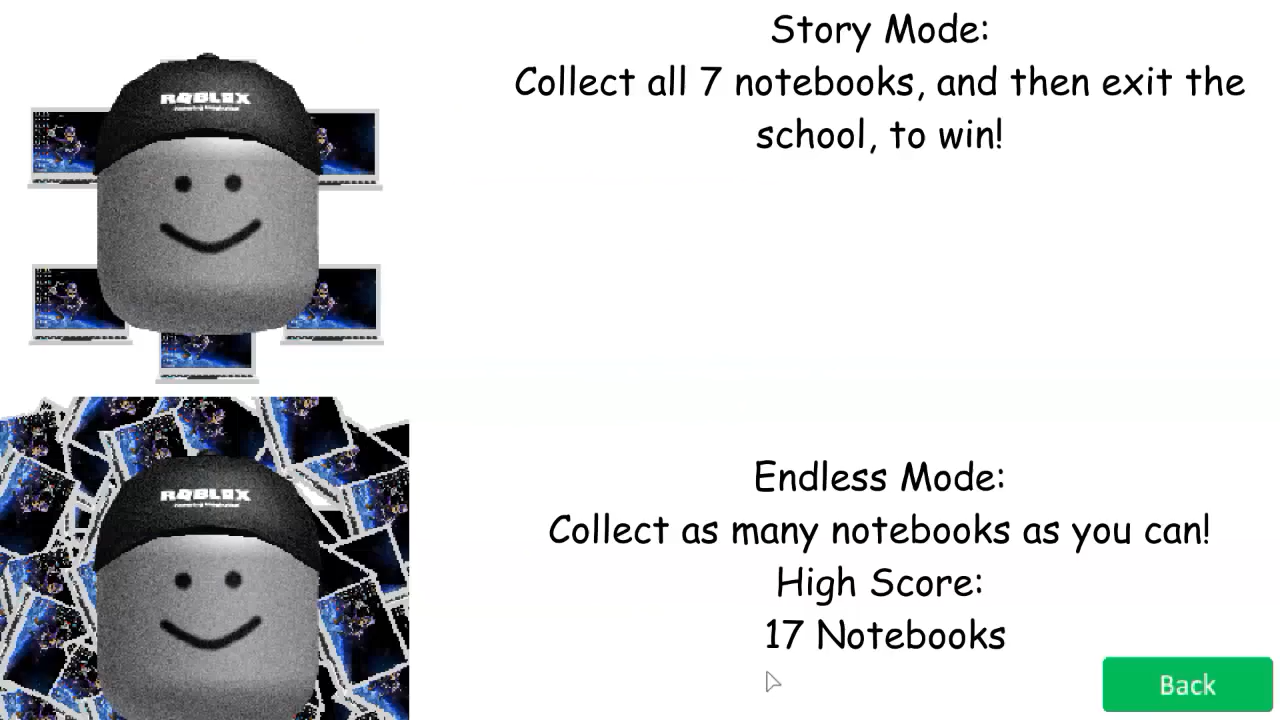 ROBLOX
Story Mode:
Collect all 7 notebooks, and then exit the
school, to win!
ROBLOX
Endless Mode:
Collect as many notebooks as you can!
High Score:
17 Notebooks
Back